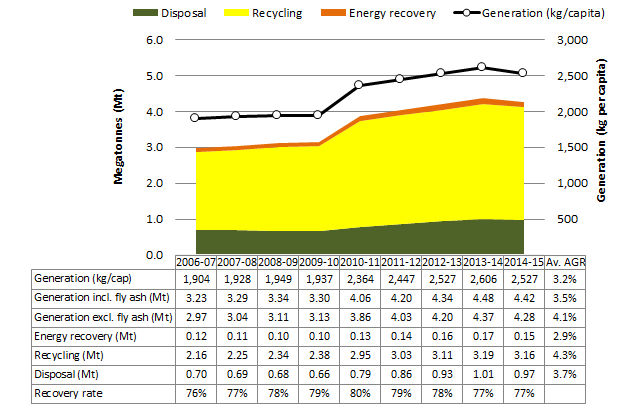 Disposal Recycling Energy recovery Generation (kg/capita)
6.0 3,000
5.0 2,500
4.0 2,000
3.0 1,500
2.0 1,000
1.0 500
0.0
Megatonnes (Mt)
Generation (kg percapita)
2006-07 2007-08 2008-09 2009-10 2010-11 2011-12 2012-13 2013-14 2014-15 Av. AGR
Generation (kg/cap) 1,904 1,928 1,949 1,937 2,364 2,447 2,527 2,606 2,527 3.2%
Generation incl. fly ash (Mt) 3.23 3.29 3.34 3.30 4.06 4.20 4.34 4.48 4.42 3.5%
Generation excl. fly ash (Mt) 2.97 3.04 3.11 3.13 3.86 4.03 4.20 4.37 4.28 4.1%
Energy recovery (Mt) 0.12 0.11 0.10 0.10 0.13 0.14 0.16 0.17 0.15 2.9%
Recycling (Mt) 2.16 2.25 2.34 2.38 2.95 3.03 3.11 3.19 3.16 4.3%
Disposal (Mt) 0.70 0.69 0.68 0.66 0.79 0.86 0.93 1.01 0.97 3.7%
Recovery rate 76% 77% 78% 79% 80% 79% 78% 77% 77%